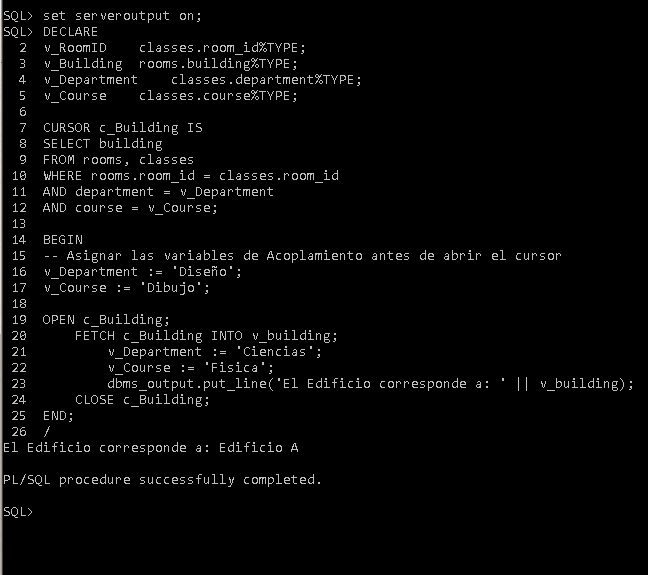 SQL> set serveroutput on;
SQL> DECLARE
  2  v_RoomID    classes.room_id%TYPE;
  3  v_Building  rooms.building%TYPE;
  4  v_Department    classes.department%TYPE;
  5  v_Course    classes.course%TYPE;
  6
  7  CURSOR c_Building IS
  8  SELECT building
  9  FROM rooms, classes
 10  WHERE rooms.room_id = classes.room_id
 11  AND department = v_Department
 12  AND course = v_Course;
 13
 14  BEGIN
 15  -- Asignar las variables de Acoplamiento antes de abrir el cursor
 16  v_Department := 'Diseño';
 17  v_Course := 'Dibujo';
 18
 19  OPEN c_Building;
 20      FETCH c_Building INTO v_building;
 21          v_Department := 'Ciencias';
 22          v_Course := 'Fisica';
 23          dbms_output.put_line('El Edificio corresponde a: ' || v_building);
 24      CLOSE c_Building;
 25  END;
 26  /
El Edificio corresponde a: Edificio A
PL/SQL procedure successfully completed.
SQL>